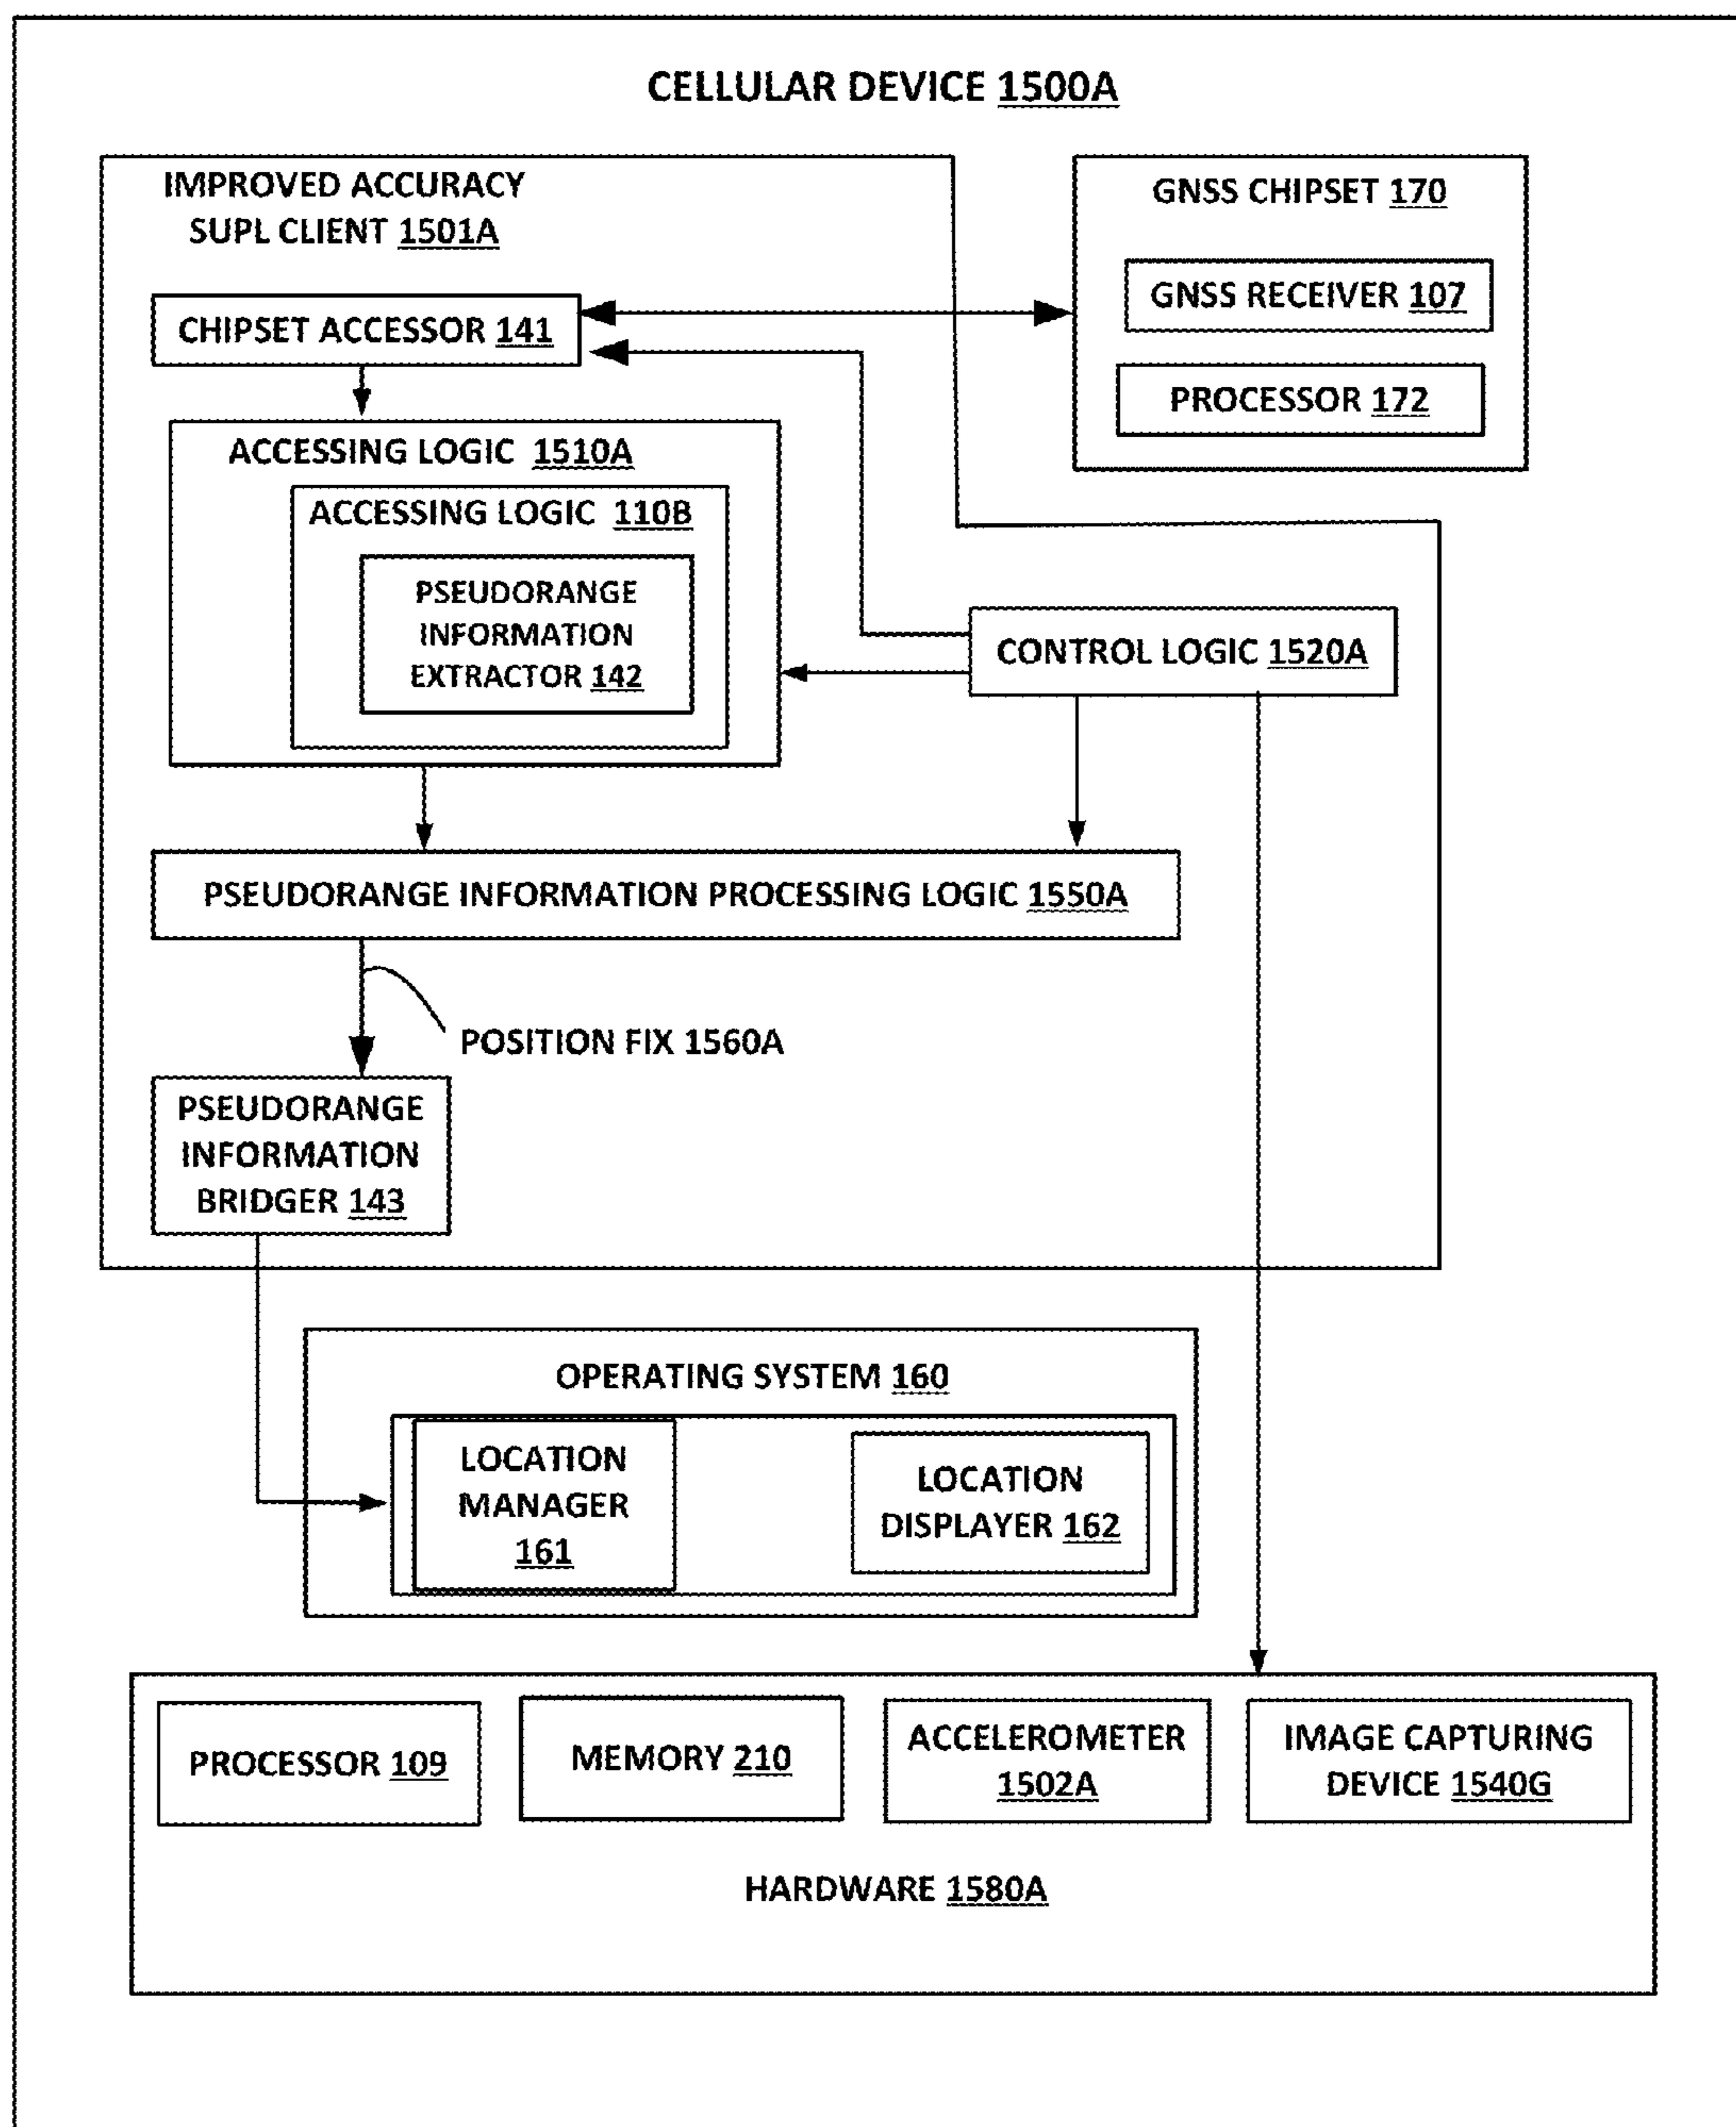 CELLULAR DEVICE 1500A
IMPROVED ACCURACY
SUPL CLIENT 1501A
GNSS CHIPSET 170
GNSS RECEIVER 107
PROCESSOR 172
CHIPSET ACCESSOR 141
ACCESSING LOGIC 1510A
ACCESSING LOGIC 110B
PSEUDORANGE
INFORMATION
EXTRACTOR 142
CONTROL LOGIC 1520A
PSEUDORANGE INFORMATION PROCESSING LOGIC 1550A
POSITION FIX 1560A
PSEUDORANGE
INFORMATION
BRIDGER 143
OPERATING SYSTEM 160
LOCATION
MANAGER
161
LOCATION
DISPLAYER 162
PROCESSOR 109
MEMORY 210
ACCELEROMETER
1502A
IMAGE CAPTURING
DEVICE 1540G
HARDWARE 1580A